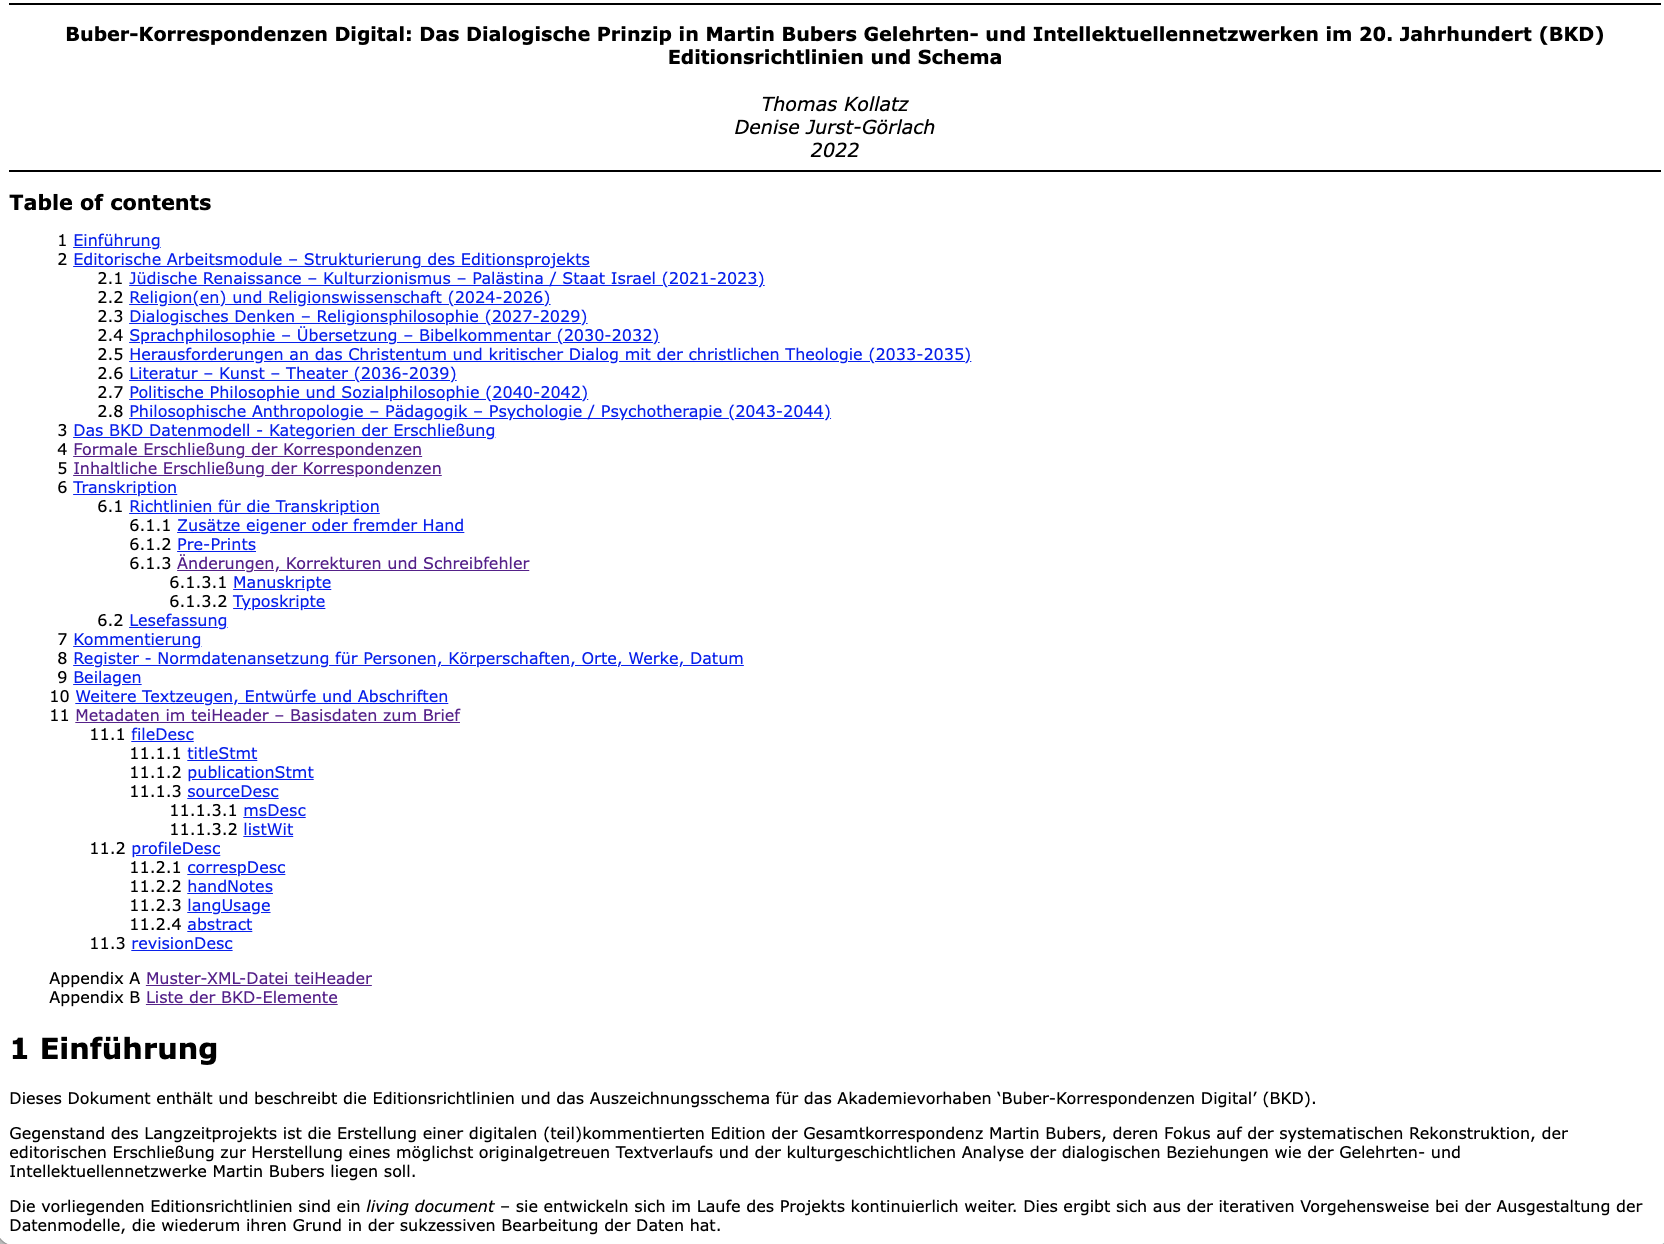 Buber-Korrespondenzen Digital: Das Dialogische Prinzip in Martin Bubers Gelehrten- und Intellektuellennetzwerken im 20. Jahrhundert (BKD)
Editionsrichtlinien und Schema
Thomas Kollatz
Denise Jurst-Görlach
2022
Table of contents
1 Einführung
2 Editorische Arbeitsmodule – Strukturierung des Editionsprojekts
2.1 Jüdische Renaissance – Kulturzionismus – Palästina / Staat Israel (2021-2023)
2.2 Religion(en) und Religionswissenschaft (2024-2026)
2.3 Dialogisches Denken – Religionsphilosophie (2027-2029)
2.4 Sprachphilosophie – Übersetzung – Bibelkommentar (2030-2032)
2.5 Herausforderungen an das Christentum und kritischer Dialog mit der christlichen Theologie (2033-2035)
2.6 Literatur – Kunst – Theater (2036-2039)
2.7 Politische Philosophie und Sozialphilosophie (2040-2042)
2.8 Philosophische Anthropologie – Pädagogik – Psychologie / Psychotherapie (2043-2044)
3 Das BKD Datenmodell - Kategorien der Erschließung
4 Formale Erschließung der Korrespondenzen
5 Inhaltliche Erschließung der Korrespondenzen
6 Transkription
6.1 Richtlinien für die Transkription
6.1.1 Zusätze eigener oder fremder Hand
6.1.2 Pre-Prints
6.1.3 Änderungen, Korrekturen und Schreibfehler
6.1.3.1 Manuskripte
6.1.3.2 Typoskripte
6.2 Lesefassung
7 Kommentierung
8 Register - Normdatenansetzung für Personen, Körperschaften, Orte, Werke, Datum
9 Beilagen
10 Weitere Textzeugen, Entwürfe und Abschriften
11 Metadaten im teiHeader – Basisdaten zum Brief
11.1 fileDesc
11.1.1 titleStmt
11.1.2 publicationStmt
11.1.3 sourceDesc
11.1.3.1 msDesc
11.1.3.2 listWit
11.2 profileDesc
11.2.1 correspDesc
11.2.2 handNotes
11.2.3 langUsage
11.2.4 abstract
11.3 revisionDesc
Appendix A Muster-XML-Datei teiHeader
Appendix B Liste der BKD-Elemente
1 Einführung
Dieses Dokument enthält und beschreibt die Editionsrichtlinien und das Auszeichnungsschema für das Akademievorhaben ‘Buber-Korrespondenzen Digital’ (BKD).
Gegenstand des Langzeitprojekts ist die Erstellung einer digitalen (teil)kommentierten Edition der Gesamtkorrespondenz Martin Bubers, deren Fokus auf der systematischen Rekonstruktion, der
editorischen Erschließung zur Herstellung eines möglichst originalgetreuen Textverlaufs und der kulturgeschichtlichen Analyse der dialogischen Beziehungen wie der Gelehrten- und
Intellektuellennetzwerke Martin Bubers liegen soll.
Die vorliegenden Editionsrichtlinien sind ein living document – sie entwickeln sich im Laufe des Projekts kontinuierlich weiter. Dies ergibt sich aus der iterativen Vorgehensweise bei der Ausgestaltung der
Datenmodelle, die wiederum ihren Grund in der sukzessiven Bearbeitung der Daten hat.